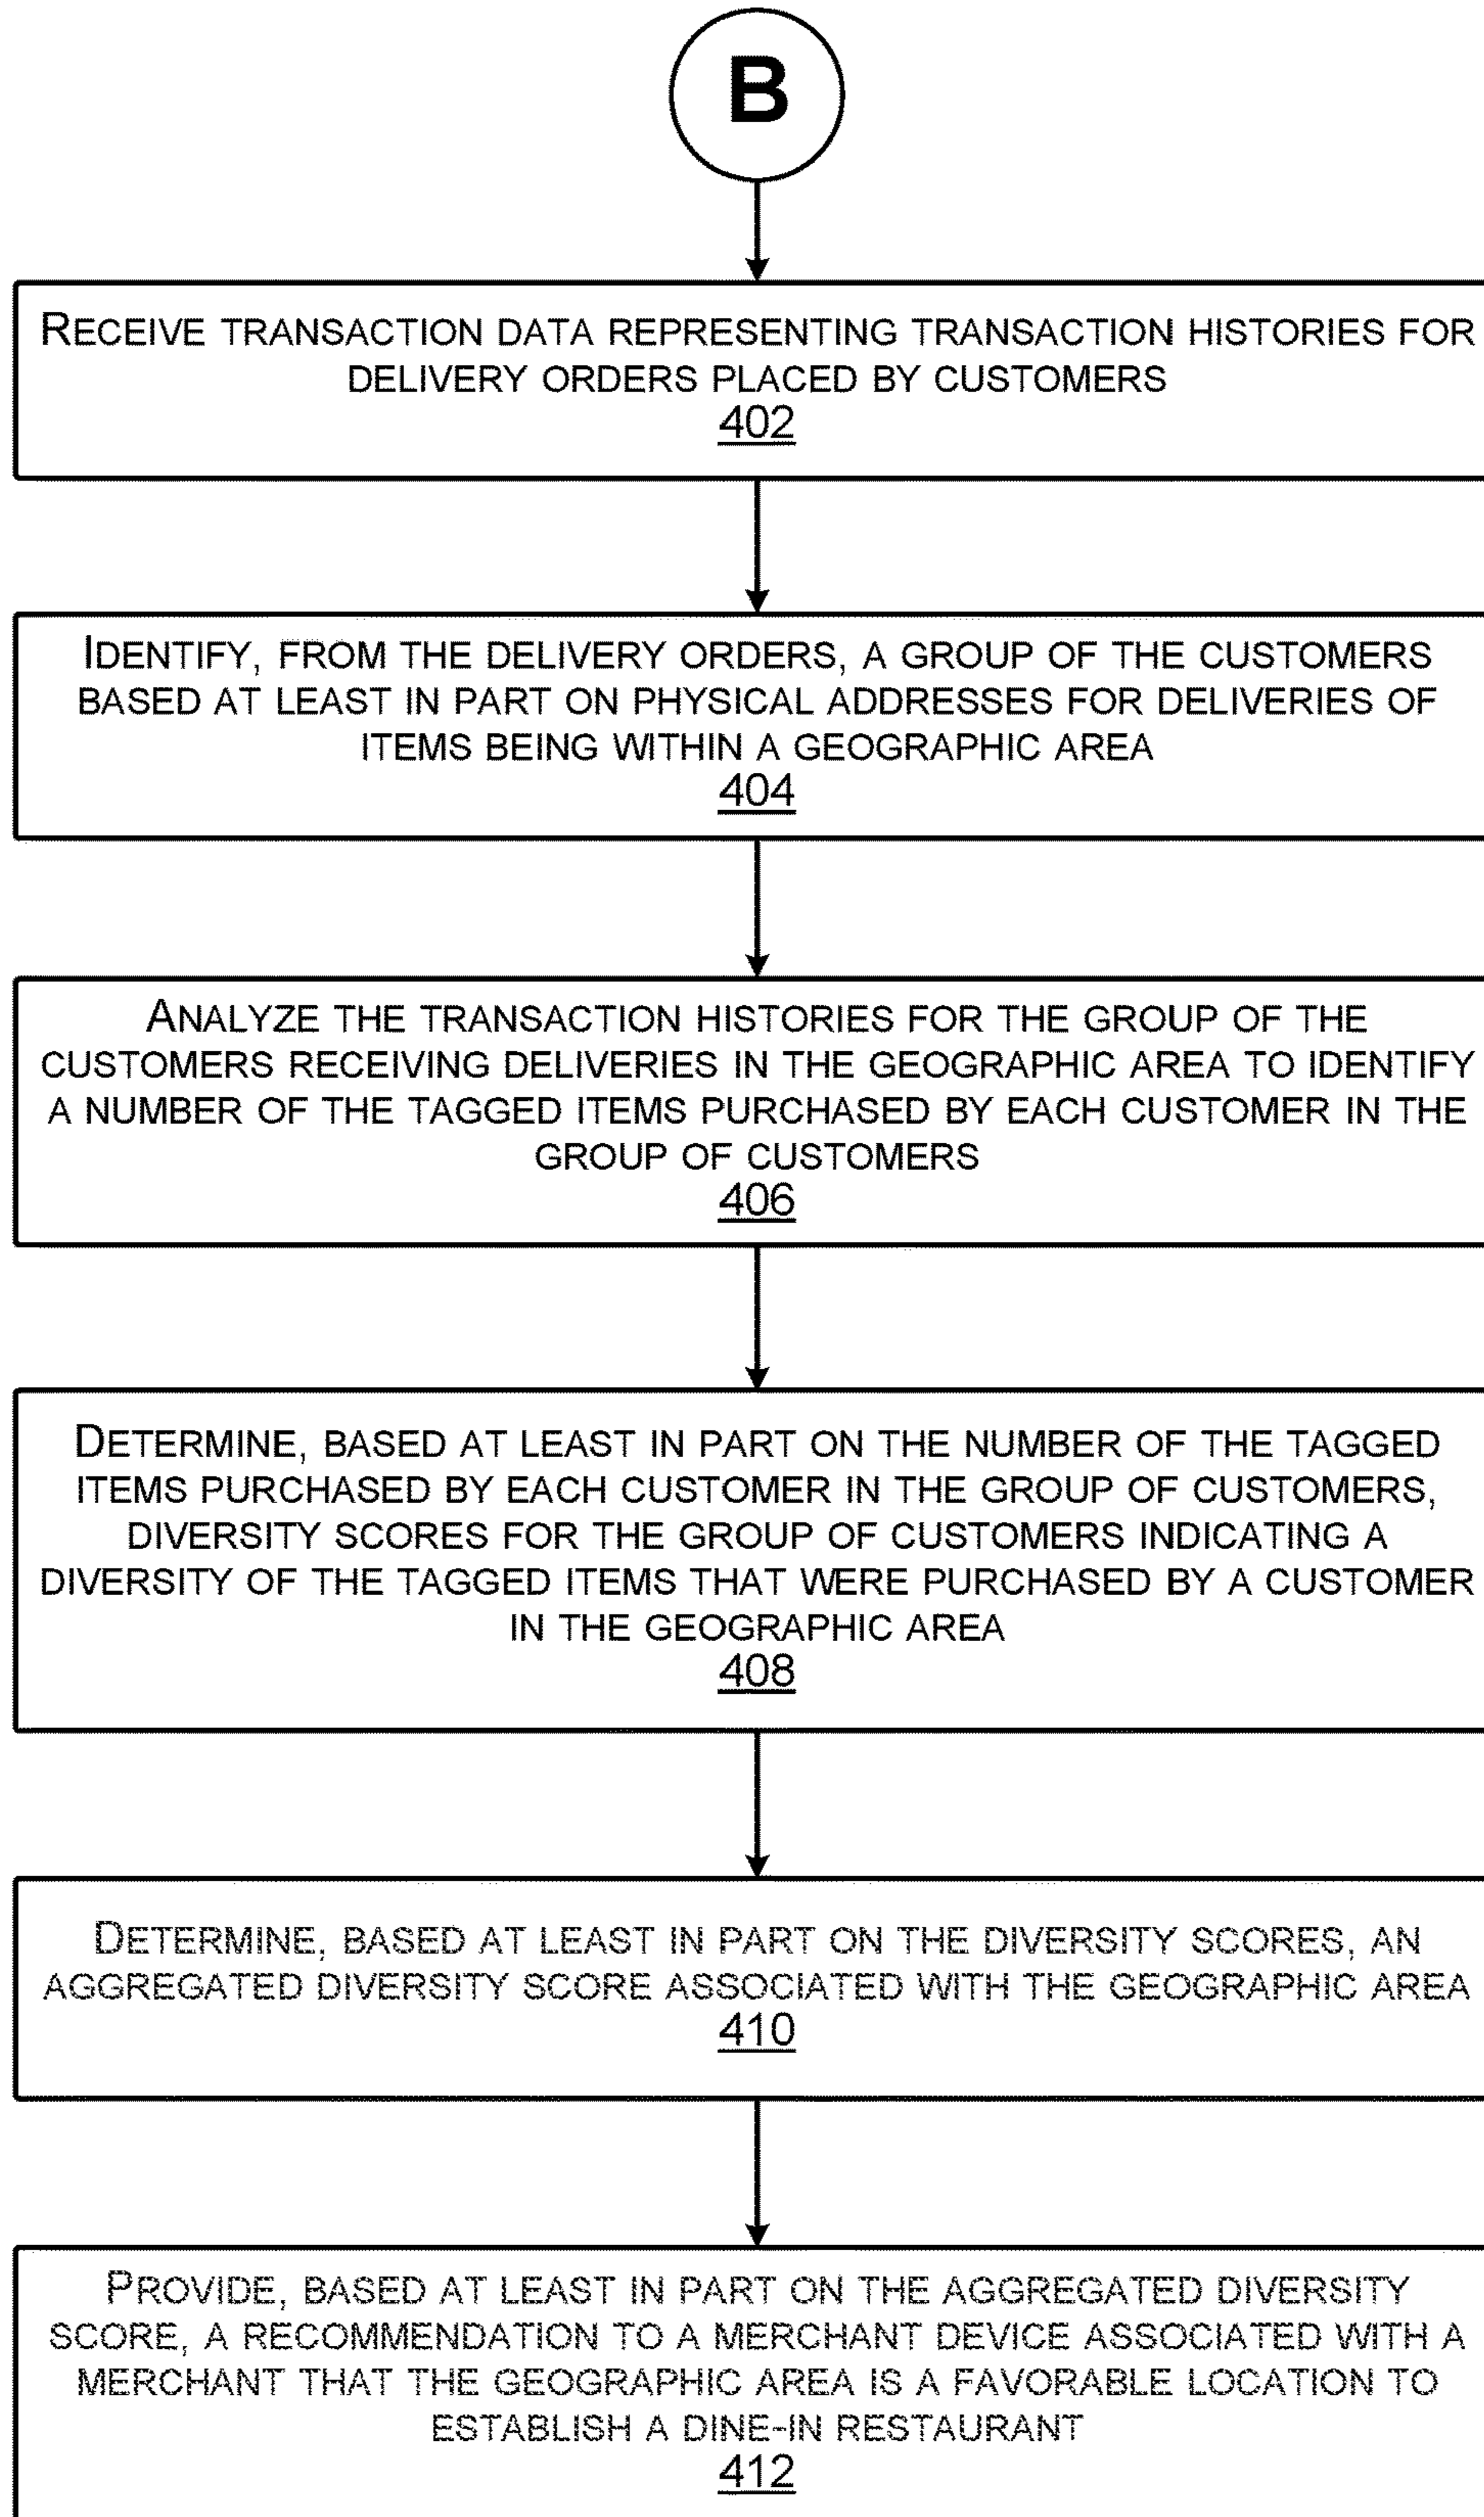 B
RECEIVE TRANSACTION DATA REPRESENTING TRANSACTION HISTORIES FOR
DELIVERY ORDERS PLACED BY CUSTOMERS
402
IDENTIFY, FROM THE DELIVERY ORDERS, A GROUP OF THE CUSTOMERS
BASED AT LEAST IN PART ON PHYSICAL ADDRESSES FOR DELIVERIES OF
ITEMS BEING WITHIN A GEOGRAPHIC AREA
404
ANALYZE THE TRANSACTION HISTORIES FOR THE GROUP OF THE
CUSTOMERS RECEIVING DELIVERIES IN THE GEOGRAPHIC AREA TO IDENTIFY
A NUMBER OF THE TAGGED ITEMS PURCHASED BY EACH CUSTOMER IN THE
GROUP OF CUSTOMERS
406
DETERMINE, BASED AT LEAST IN PART ON THE NUMBER OF THE TAGGED
ITEMS PURCHASED BY EACH CUSTOMER IN THE GROUP OF CUSTOMERS,
DIVERSITY SCORES FOR THE GROUP OF CUSTOMERS INDICATING A
DIVERSITY OF THE TAGGED ITEMS THAT WERE PURCHASED BY A CUSTOMER
IN THE GEOGRAPHIC AREA
408
DETERMINE, BASED AT LEAST IN PART ON THE DIVERSITY SCORES, AN
AGGREGATED DIVERSITY SCORE ASSOCIATED WITH THE GEOGRAPHIC AREA
410
PROVIDE, BASED AT LEAST IN PART ON THE AGGREGATED DIVERSITY
SCORE, A RECOMMENDATION TO A MERCHANT DEVICE ASSOCIATED WITH A
MERCHANT THAT THE GEOGRAPHIC AREA IS A FAVORABLE LOCATION TO
ESTABLISH A DINE-IN RESTAURANT
412